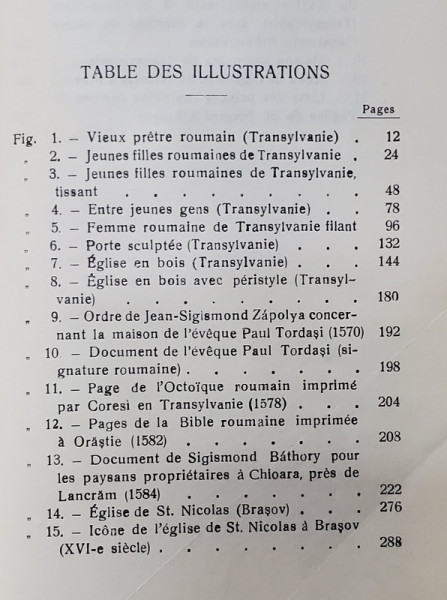 TABLE DES ILLUSTRATIONS
Pages
Fig. 1. — Vieux prêtre roumain (Transylvanie) . 12
„ 2. — Jeunes filles roumaines de Transylvanie . 24
„ 3. — Jeunes filles roumaines de Transylvanie,
tissant . . . . . . . . 48
„ 4. — Entre jeunes gens (Transylvanie) . . 78
„ 5. — Femme roumaine de Transylvanie filant 96
„ 6. — Porte sculptée (Transylvanie) . . . 132
„ 7. — Église en bois (Transylvanie) . . . 144
„ 8. — Église en bois avec péristyle (Transyl-
vanie) . . . . . . . . . 180
„ 9. — Ordre de Jean-Sigismond Zápolya concer-
nant la maison de l'évêque Paul Tordaşi (1570) 192
„ 10 — Document de l'évêque Paul Tordaşi (si-
gnature roumaine) . . . . . . 198
„ 11. — Page de l'Octoïque roumain imprimé
par Coresi en Transylvanie (1578) . . . 204
„ 12. — Pages de la Bible roumaine imprimée
à Orăştie (1582) . . . . . . . 208
„ 13. — Document de Sigismond Báthory pour
les paysans propriétaires à Chioara, près de
Lancrăm (1584) . . . . . . . 222
„ 14. — Église de St. Nicolas (Braşov) . . . 276
„ 15. — Icône de l'église de St. Nicolas à Braşov
(XVI-e siècle) . . . . . . . . 288